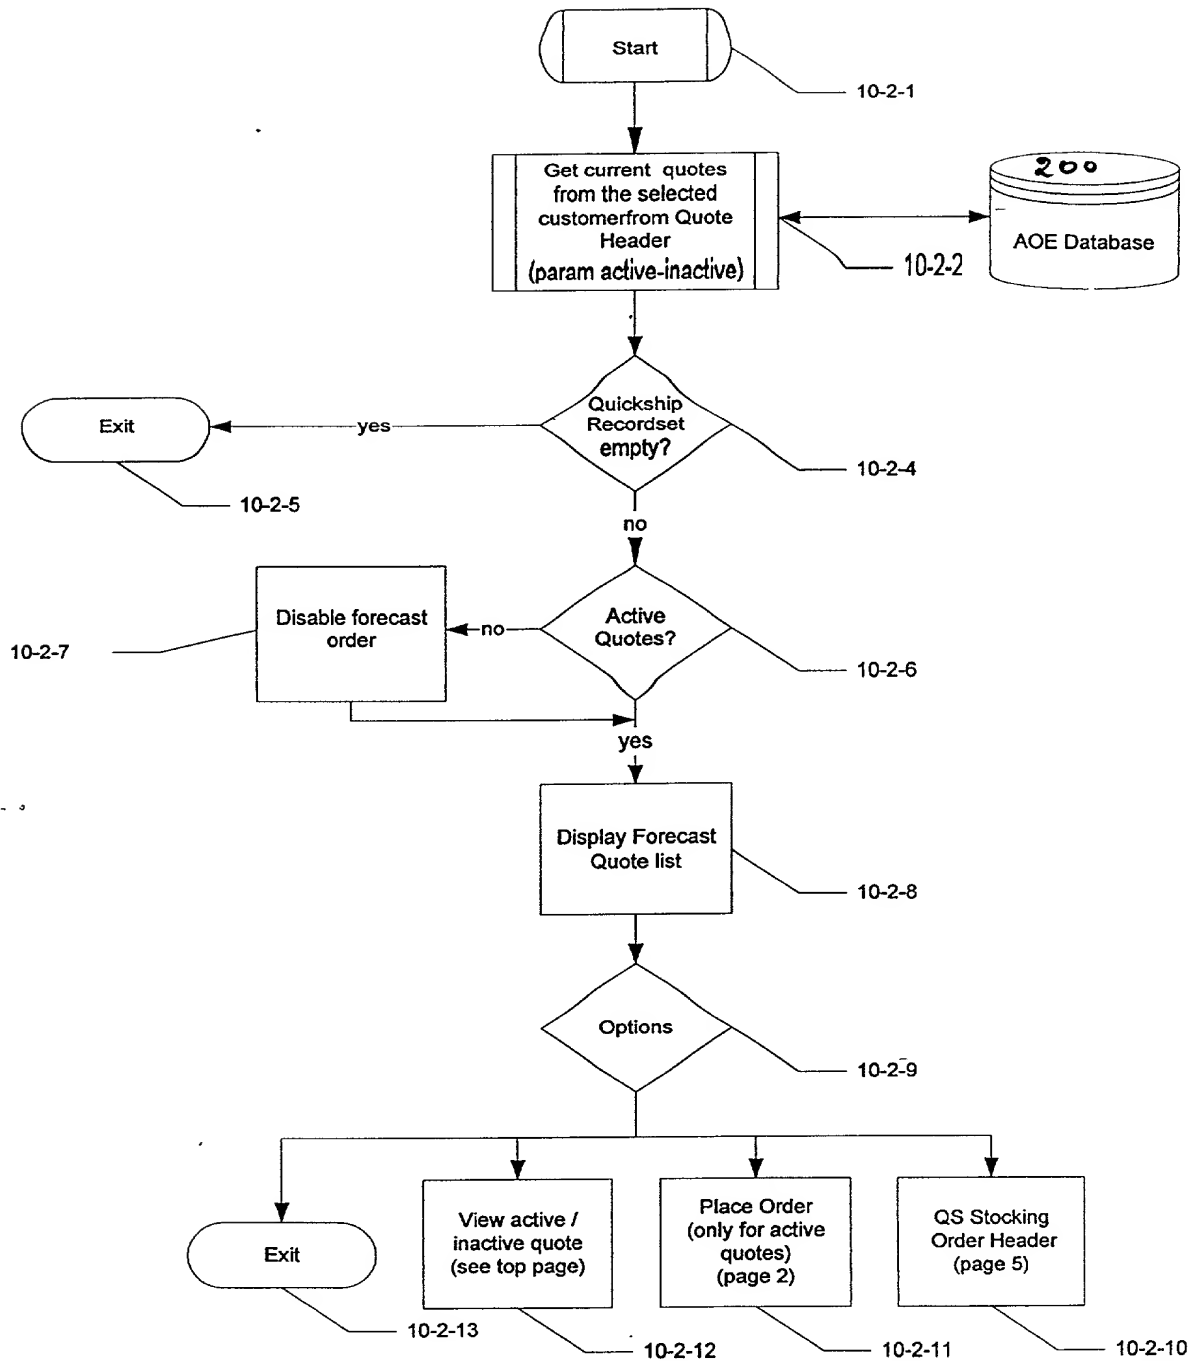 Start
10-2-1
Get current quotes
from the selected
customerfrom Quote
Header
(param active-inactive)
200
AOE Database
10-2-2
Quickship
Recordset
empty?
yes
Exit
10-2-4
10-2-5
no
Active
Quotes?
no
Disable forecast
order
10-2-7
10-2-6
yes
Display Forecast
Quote list
10-2-8
Options
10-2-9
Exit
View active /
inactive quote
(see top page)
Place Order
(only for active
quotes)
(page 2)
QS Stocking
Order Header
(page 5)
10-2-13
10-2-12
10-2-11
10-2-10